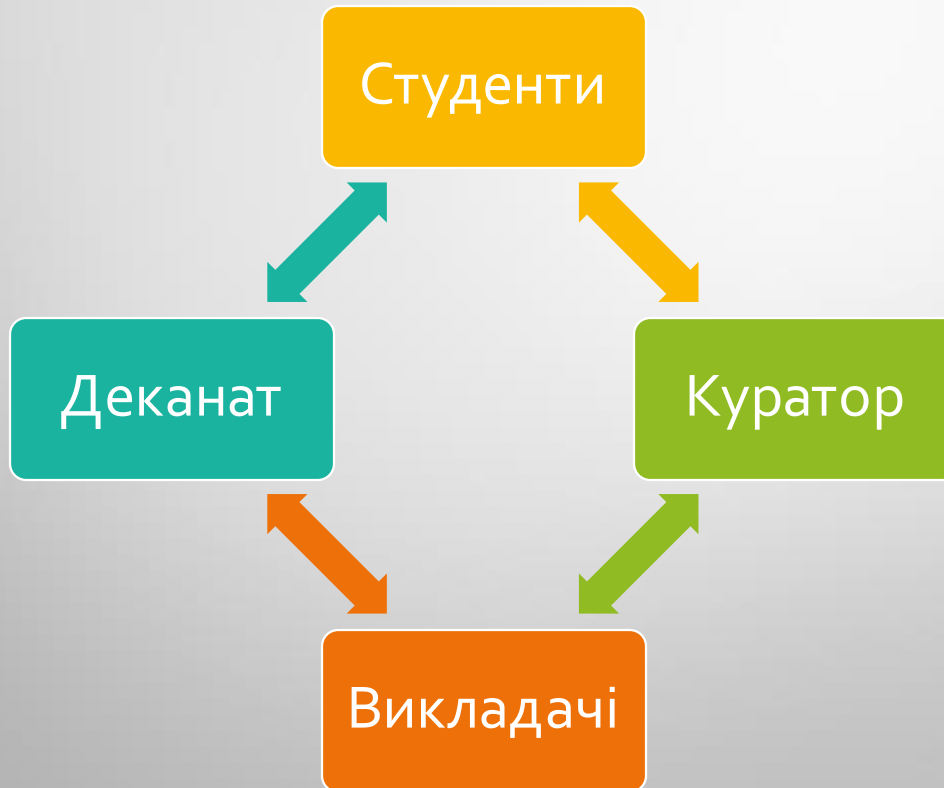 Студенти
Деканат
Куратор
Викладачі